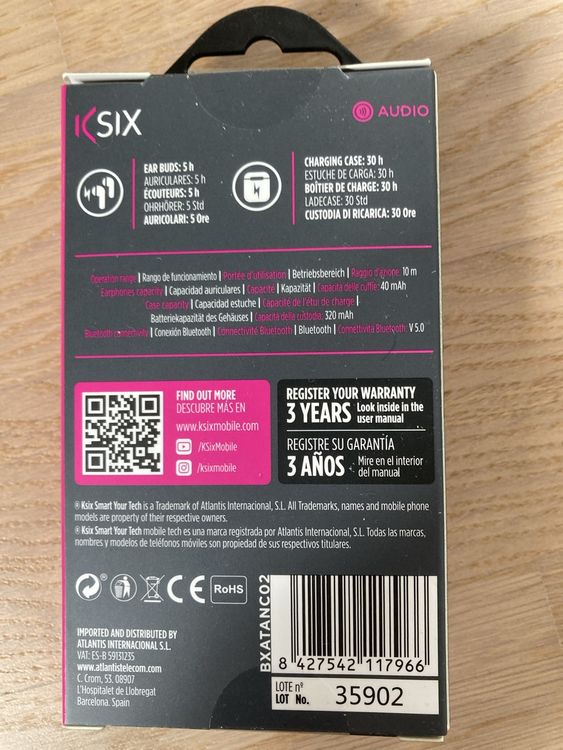 KSIX
AUDIO
EAR BUDS: 5 h
AURICULARES: 5 h
ÉCOUTEURS: 5 h
OHRHÖRER: 5 Std
AURICOLARI: 5 Ore
CHARGING CASE: 30 h
ESTUCHE DE CARGA: 30 h
BOÎTIER DE CHARGE: 30 h
LADECASE: 30 Std
CUSTODIA DI RICARICA: 30 Ore
Operation range | Rango de funcionamiento | Portée d'utilisation | Betriebsbereich | Raggio d'azione: 10 m
Earphones capacity | Capacidad auriculares | Capacité | Kapazität | Capacita delle cuffie: 40 mAh
Case capacity | Capacidad estuche | Capacité de l'étui de charge |
Batteriekapazität des Gehäuses | Capacita della custodia: 320 mAh
Bluetooth connectivity | Conexión Bluetooth | Connectivité Bluetooth | Bluetooth | Connettivita Bluetooth: V 5.0
FIND OUT MORE
DESCUBRE MÁS EN
www.ksixmobile.com
/KSixMobile
/ksixmobile
REGISTER YOUR WARRANTY
3 YEARS Look inside in the
user manual
REGISTRE SU GARANTÍA
3 AÑOS Mire en el interior
del manual
® Ksix Smart Your Tech is a Trademark of Atlantis Internacional, S.L. All Trademarks, names and mobile phone
models are property of their respective owners.
® Ksix Smart Your Tech mobile tech es una marca registrada por Atlantis Internacional, S.L. Todas las marcas,
nombres y modelos de teléfonos móviles son propiedad de sus respectivos titulares.
CE RoHS
IMPORTED AND DISTRIBUTED BY
ATLANTIS INTERNACIONAL S.L.
VAT: ES-B 59131235
www.atlantistelecom.com
C. Crom, 53. 08907
L'Hospitalet de Llobregat
Barcelona. Spain
BXATANC02
8 427542 117966
LOTE nº
LOT No. 35902